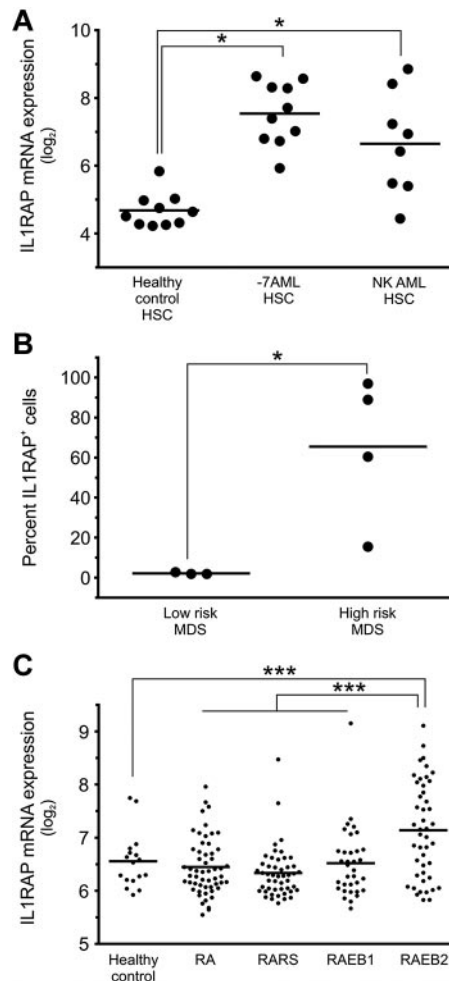 A
*
*
IL1RAP mRNA expression
(log₂)
10
8
6
4
Healthy
control
HSC
-7AML
HSC
NK AML
HSC
B
*
Percent IL1RAP⁺ cells
100
80
60
40
20
0
Low risk
MDS
High risk
MDS
C
***
***
IL1RAP mRNA expression
(log₂)
9
8
7
6
5
Healthy
control
RA
RARS
RAEB1
RAEB2